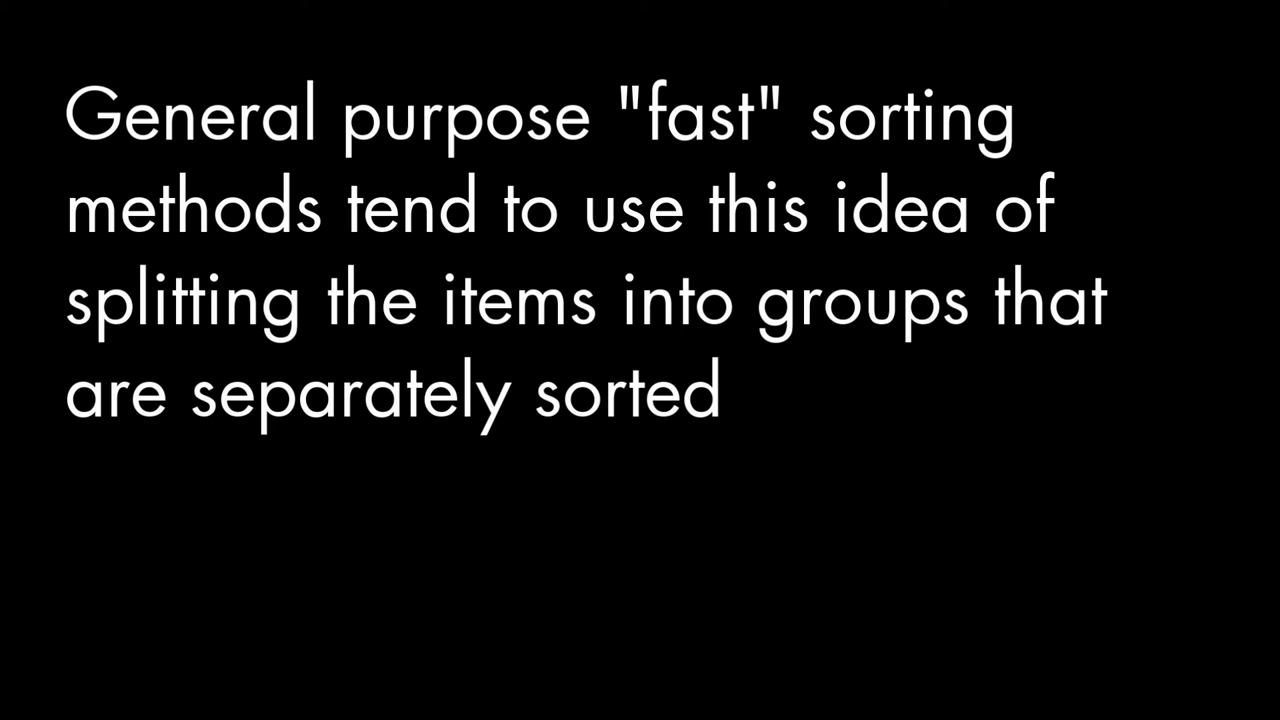 General purpose "fast" sorting
methods tend to use this idea of
splitting the items into groups that
are separately sorted